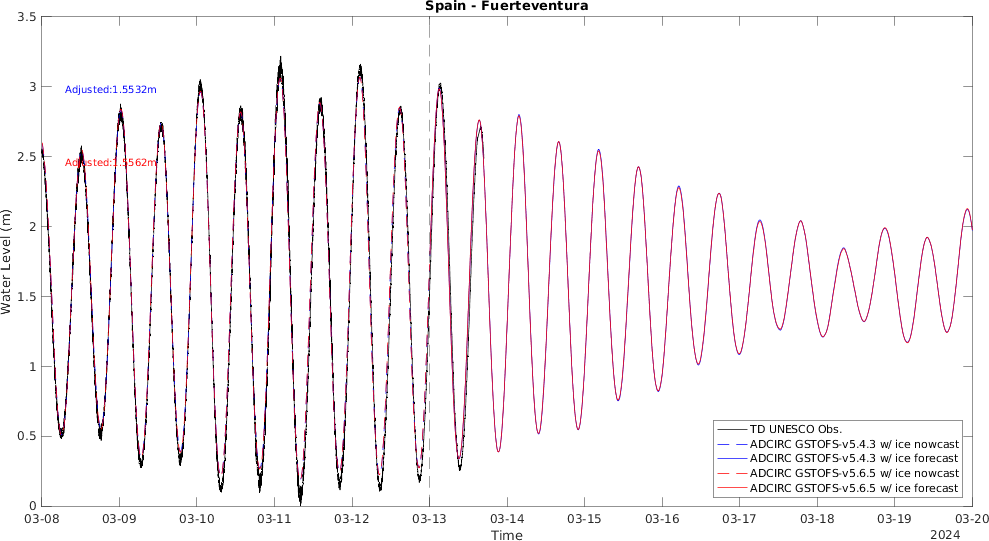 Spain - Fuerteventura
3.5
3
2.5
2
1.5
1
0.5
0
Water Level (m)
Adjusted:1.5532m
Adjusted:1.5562m
TD UNESCO Obs.
ADCIRC GSTOFS-v5.4.3 w/ ice nowcast
ADCIRC GSTOFS-v5.4.3 w/ ice forecast
ADCIRC GSTOFS-v5.6.5 w/ ice nowcast
ADCIRC GSTOFS-v5.6.5 w/ ice forecast
03-08 03-09 03-10 03-11 03-12 03-13 03-14 03-15 03-16 03-17 03-18 03-19 03-20
Time
2024